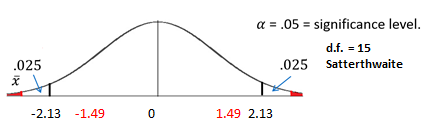 α = .05 = significance level.
d.f. = 15
Satterthwaite
.025
.025
x̄
-2.13 -1.49 0 1.49 2.13